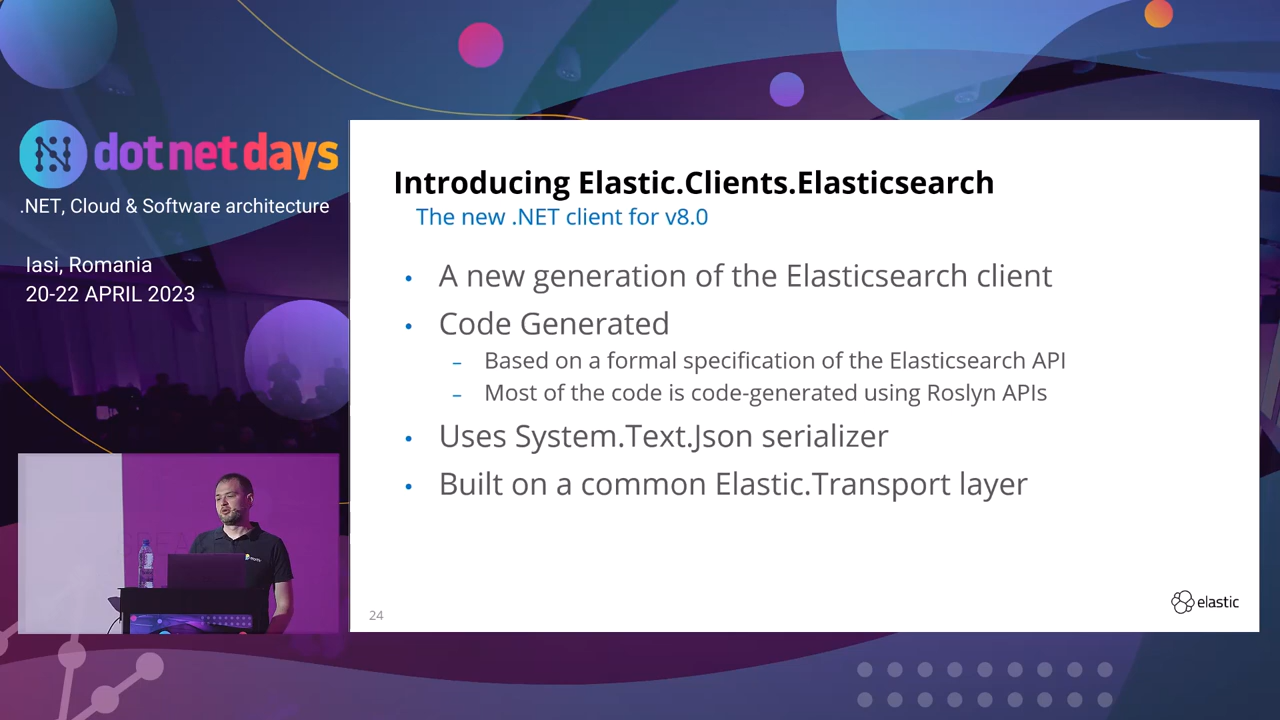 dotnetdays
.NET, Cloud & Software architecture
Iasi, Romania
20-22 APRIL 2023
Introducing Elastic.Clients.Elasticsearch
The new .NET client for v8.0
• A new generation of the Elasticsearch client
• Code Generated
– Based on a formal specification of the Elasticsearch API
– Most of the code is code-generated using Roslyn APIs
• Uses System.Text.Json serializer
• Built on a common Elastic.Transport layer
24
elastic